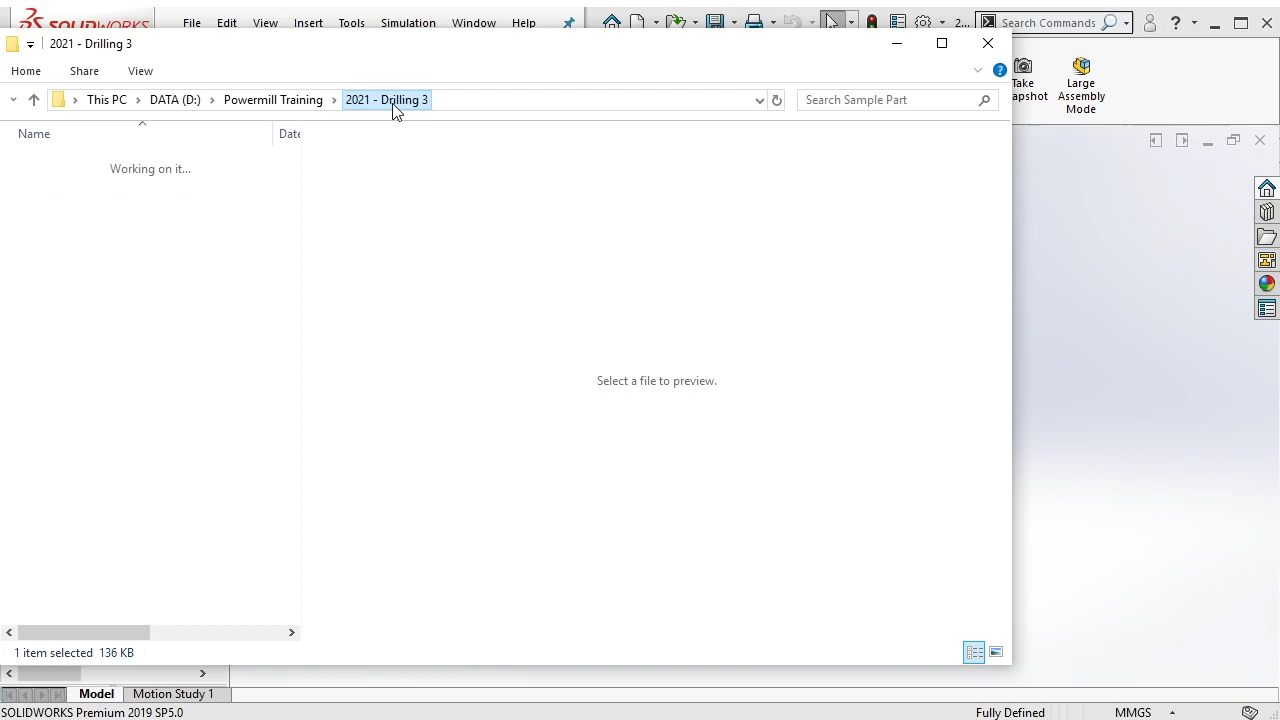 SOLIDWORKS File Edit View Insert Tools Simulation Window Help 2... Search Commands ?
2021 - Drilling 3
Home Share View ?
Take
apshot
Large
Assembly
Mode
This PC > DATA (D:) > Powermill Training > 2021 - Drilling 3 Search Sample Part
Name Date
Working on it...
Select a file to preview.
1 item selected 136 KB
Model Motion Study 1
SOLIDWORKS Premium 2019 SP5.0 Fully Defined MMGS